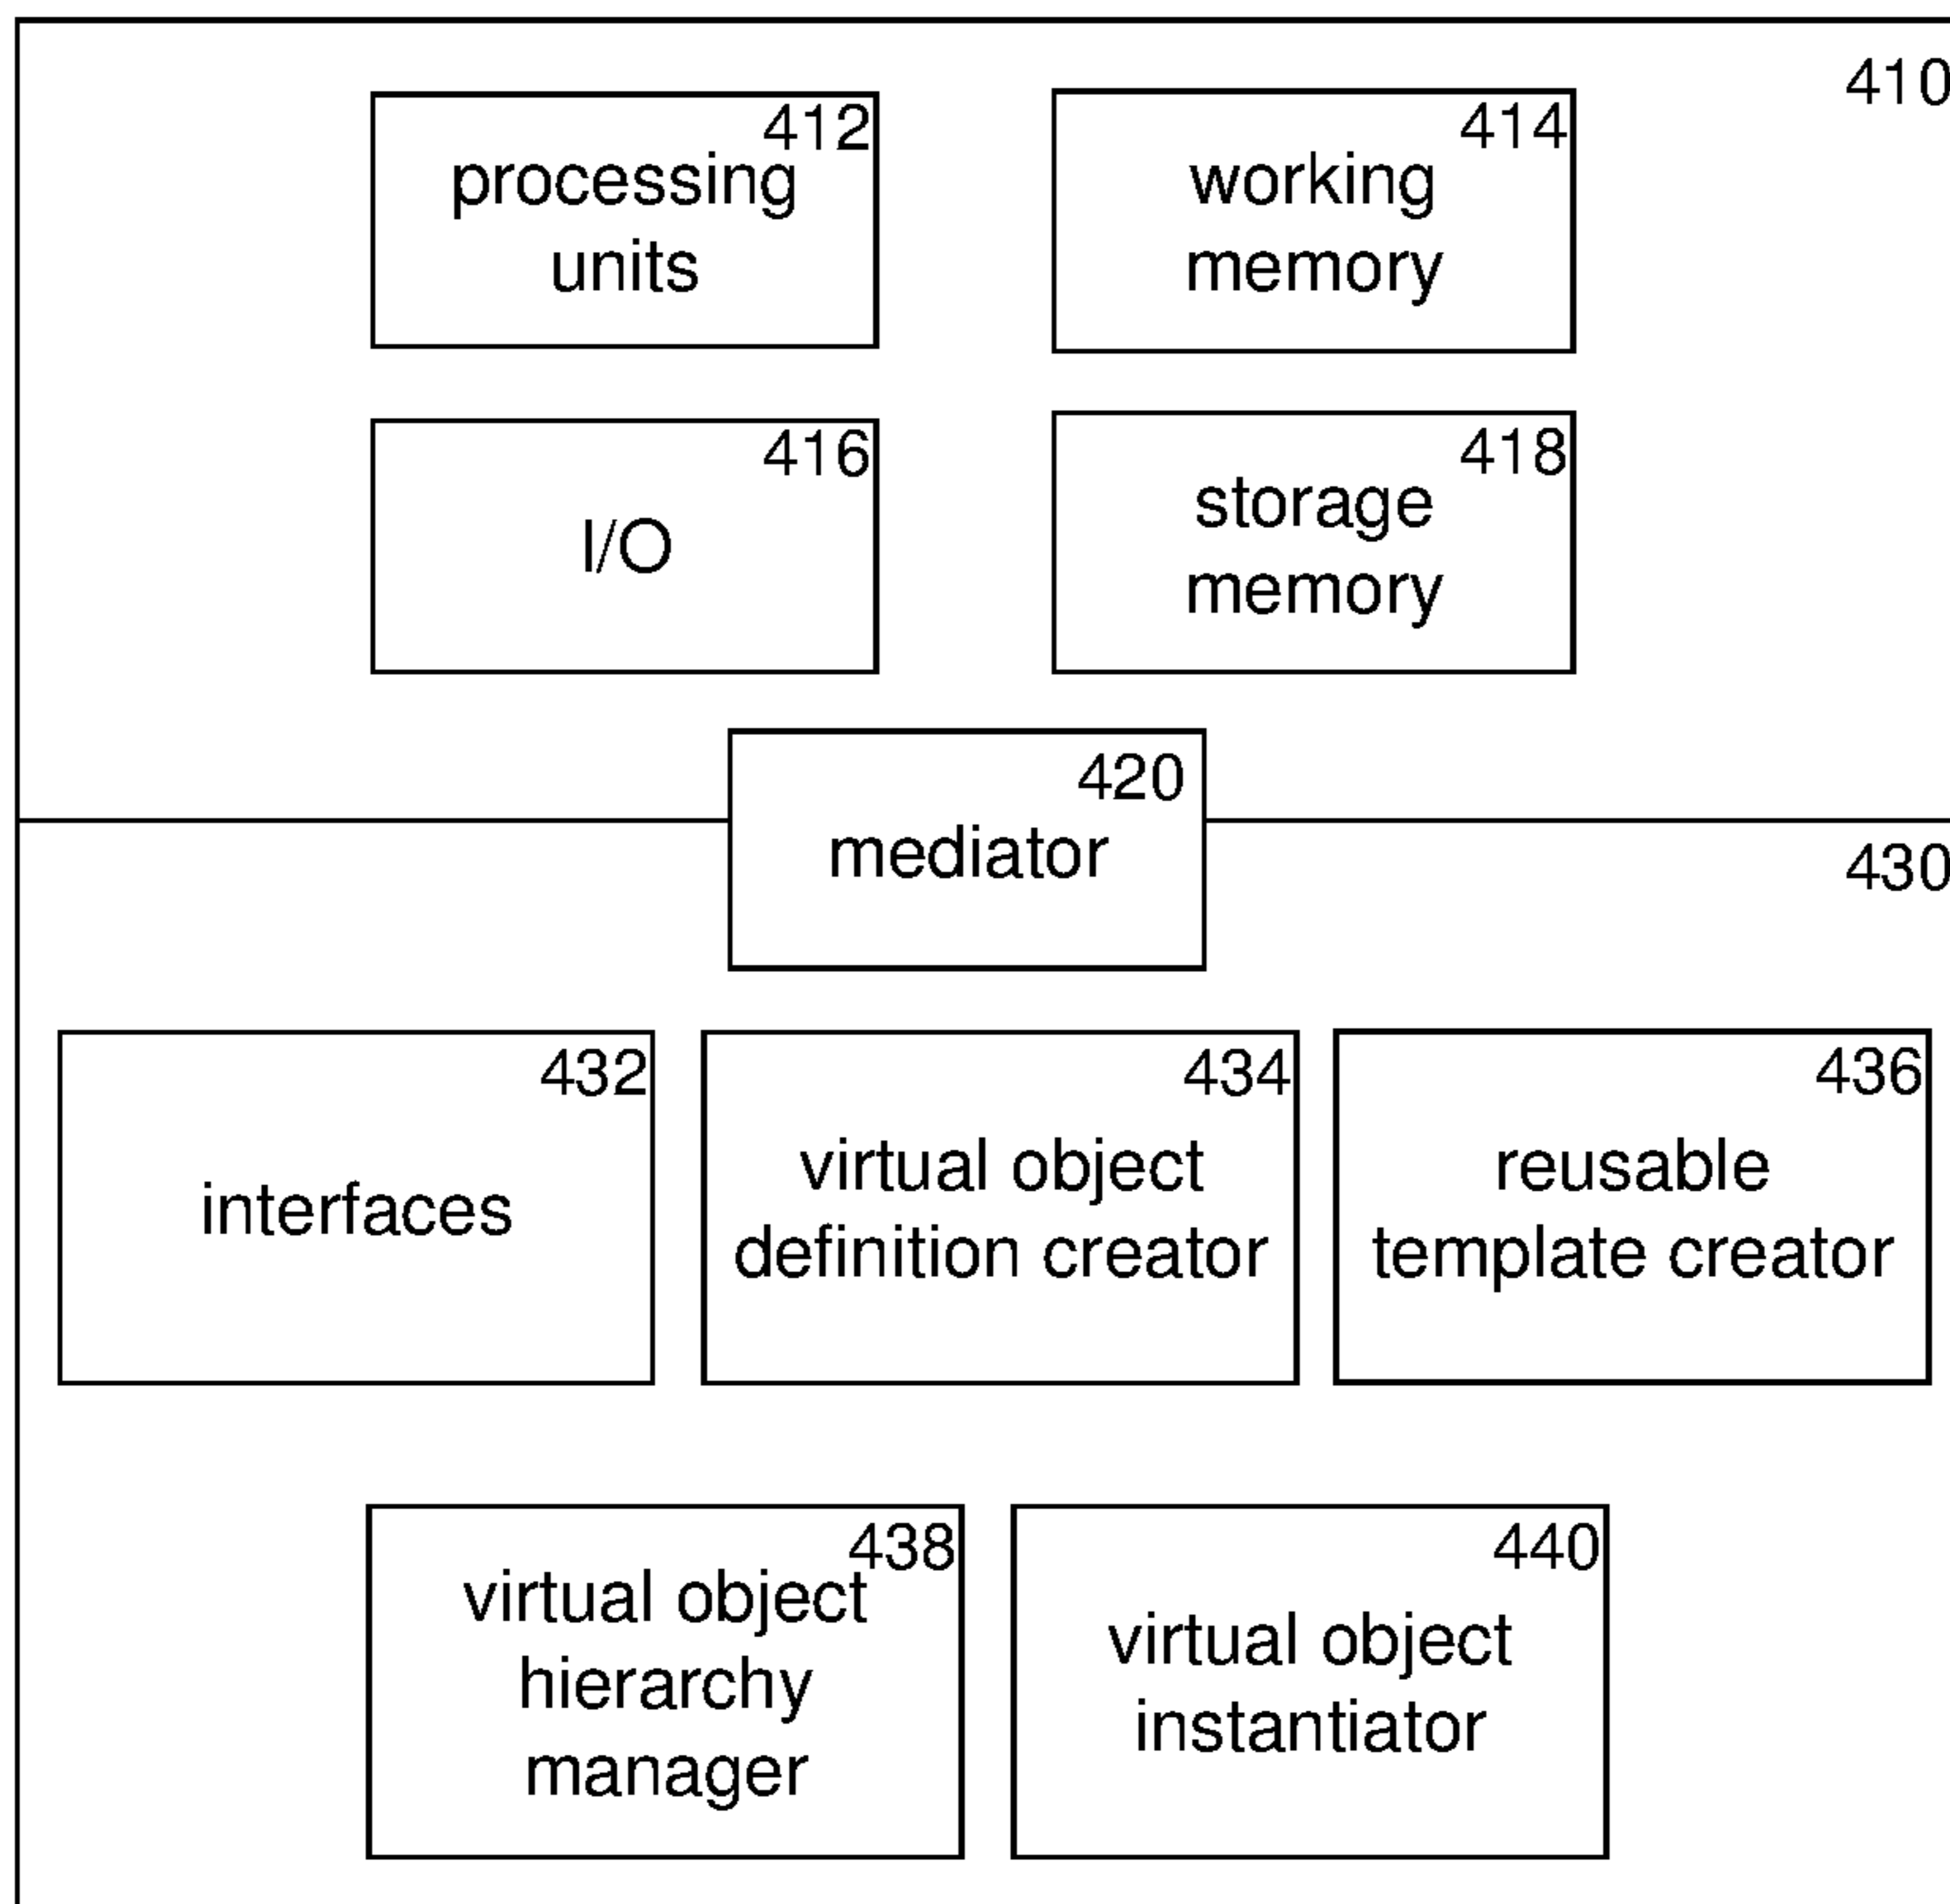 410
412
processing
units
414
working
memory
416
I/O
418
storage
memory
420
mediator
430
432
interfaces
434
virtual object
definition creator
436
reusable
template creator
438
virtual object
hierarchy
manager
440
virtual object
instantiator